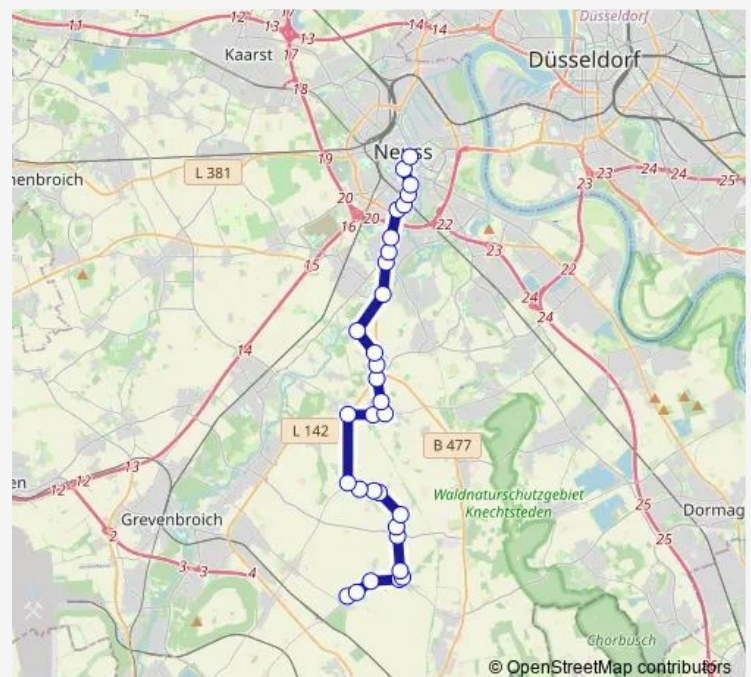 Düsseldorf
11
12
13
14
14
13
13
17
Kaarst
Düsseldorf
18
Neuss
19
L 381
24
24
25
23
23
henbroich
20
20
16
22
23
22
15
24
24
14
L 142
B 477
13
12
12
en
Waldnaturschutzgebiet
Knechtsteden
25
Dormag
Grevenbroich
2
3
3
4
25
Chorbusch
© OpenStreetMap contributors